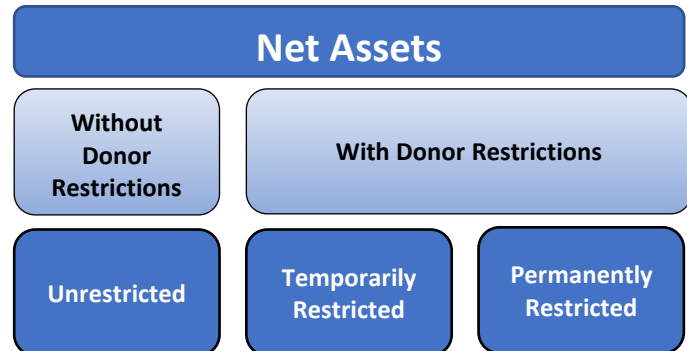 Net Assets
Without
Donor
Restrictions
With Donor Restrictions
Unrestricted
Temporarily
Restricted
Permanently
Restricted